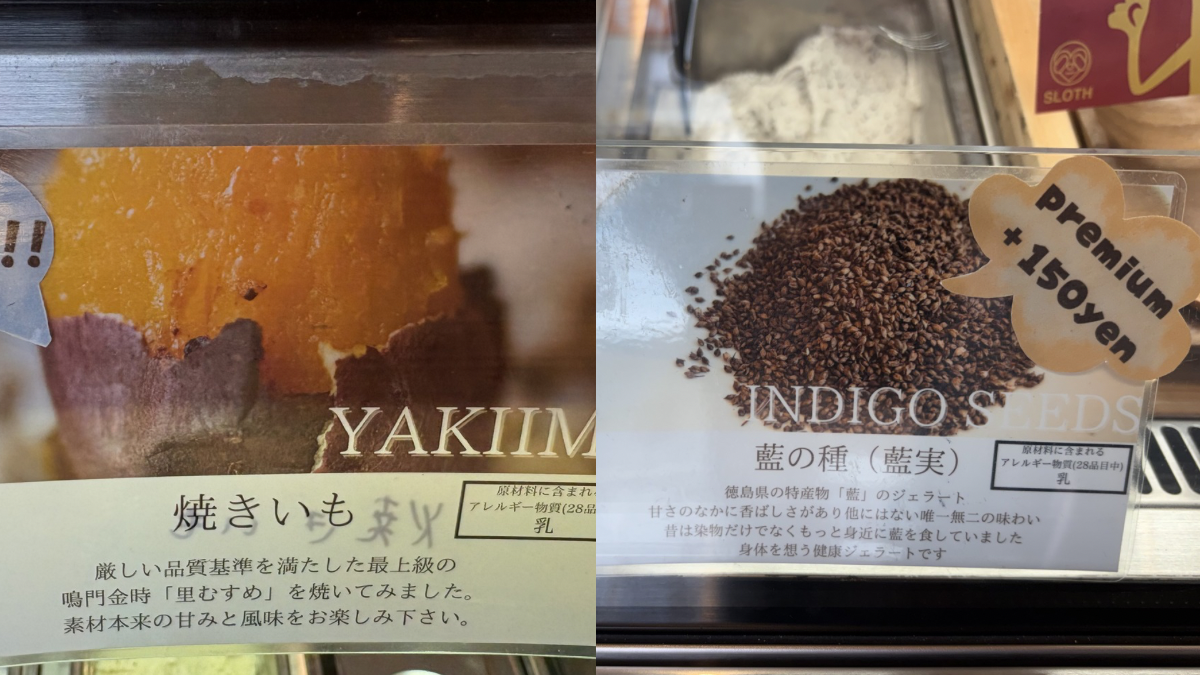 !!
YAKIIM
焼きいも
原材料に含まれ
アレルギー物質(28品
乳
厳しい品質基準を満たした最上級の
鳴門金時「里むすめ」を焼いてみました。
素材本来の甘みと風味をお楽しみ下さい。
SLOTH
Premium
+150yen
INDIGO SEEDS
藍の種（藍実）
原材料に含まれる
アレルギー物質(28品目中)
乳
徳島県の特産物「藍」のジェラート
甘さのなかに香ばしさがあり他にはない唯一無二の味わい
昔は染物だけでなくもっと身近に藍を食していました
身体を想う健康ジェラートです